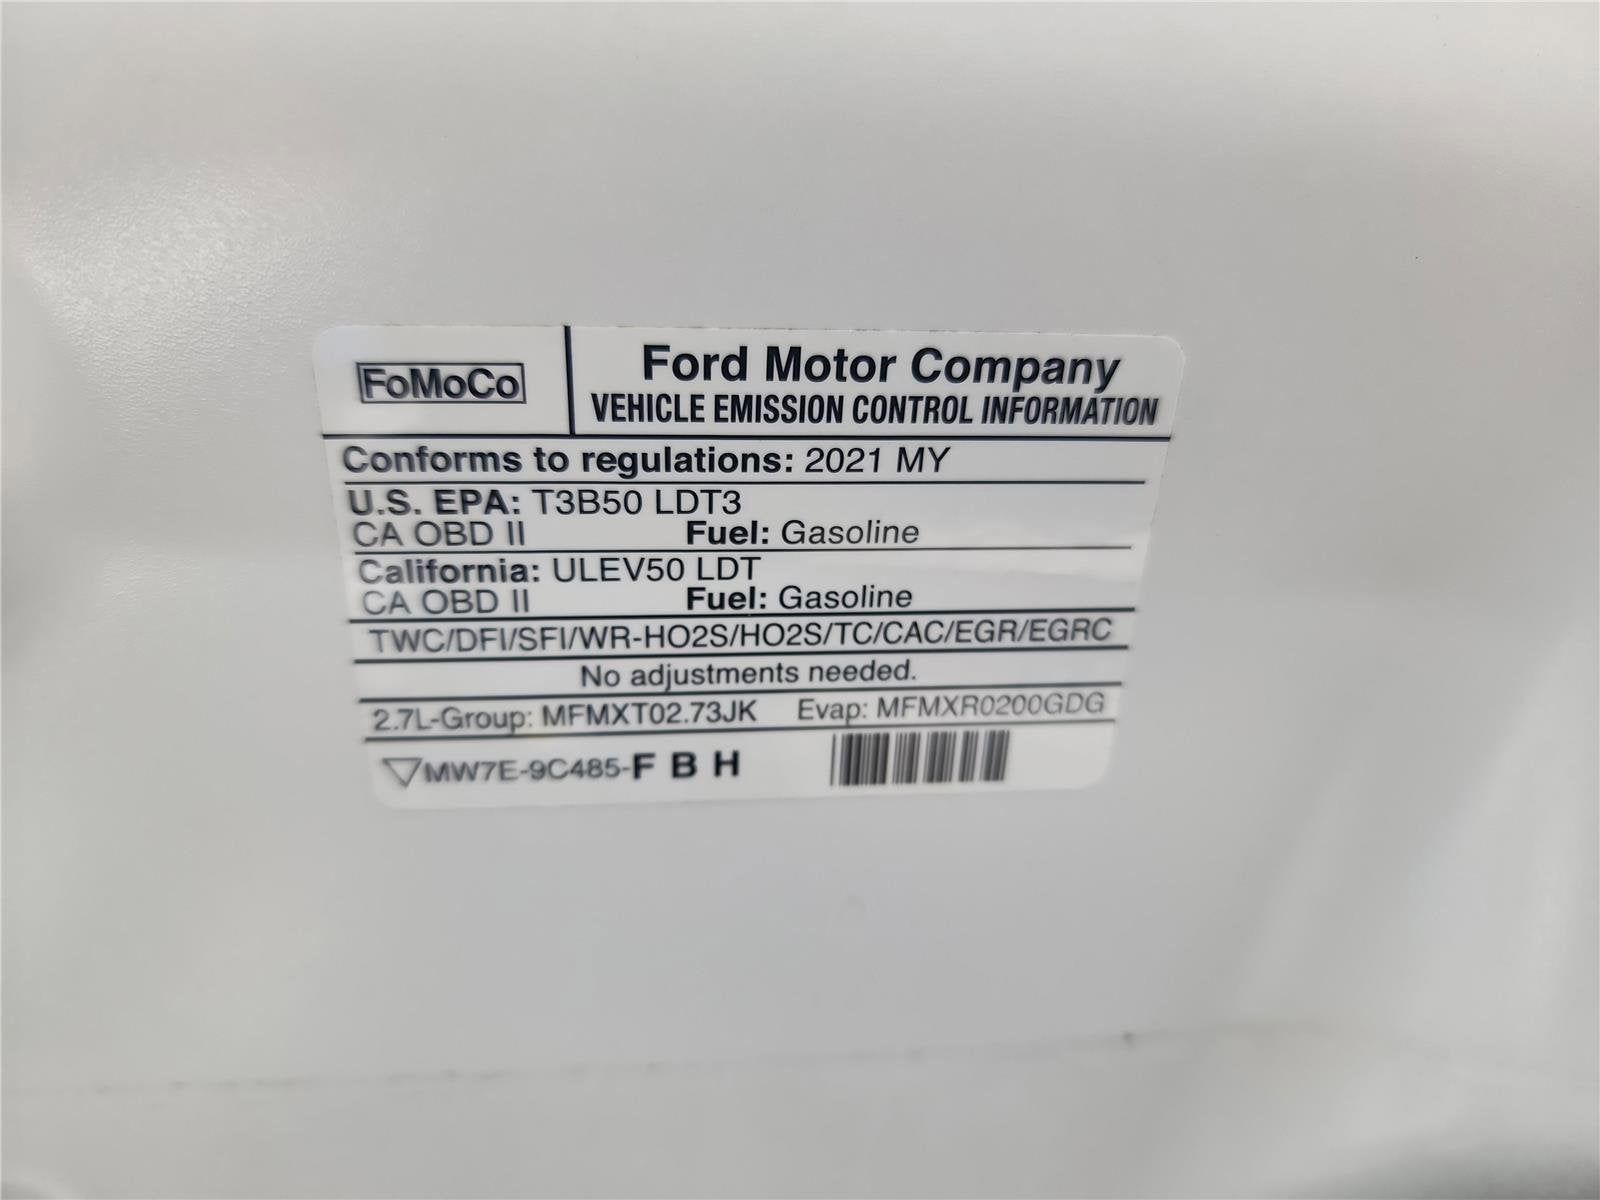 FoMoCo
Ford Motor Company
VEHICLE EMISSION CONTROL INFORMATION
Conforms to regulations: 2021 MY
U.S. EPA: T3B50 LDT3
CA OBD II Fuel: Gasoline
California: ULEV50 LDT
CA OBD II Fuel: Gasoline
TWC/DFI/SFI/WR-HO2S/HO2S/TC/CAC/EGR/EGRC
No adjustments needed.
2.7L-Group: MFMXT02.73JK Evap: MFMXR0200GDG
MW7E-9C485-F B H